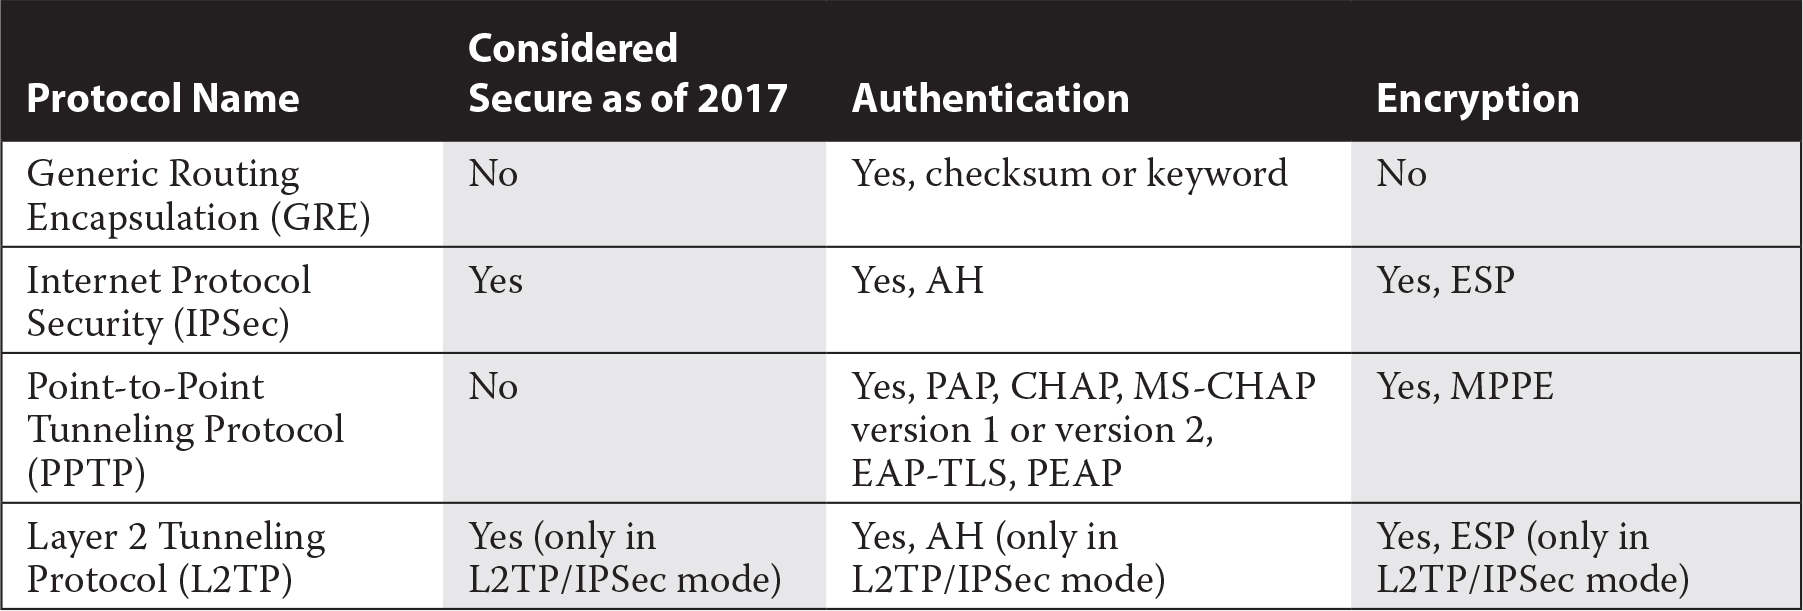 Protocol Name
Considered
Secure as of 2017
Authentication
Encryption
Generic Routing
Encapsulation (GRE)
No
Yes, checksum or keyword
No
Internet Protocol
Security (IPSec)
Yes
Yes, AH
Yes, ESP
Point-to-Point
Tunneling Protocol
(PPTP)
No
Yes, PAP, CHAP, MS-CHAP
version 1 or version 2,
EAP-TLS, PEAP
Yes, MPPE
Layer 2 Tunneling
Protocol (L2TP)
Yes (only in
L2TP/IPSec mode)
Yes, AH (only in
L2TP/IPSec mode)
Yes, ESP (only in
L2TP/IPSec mode)